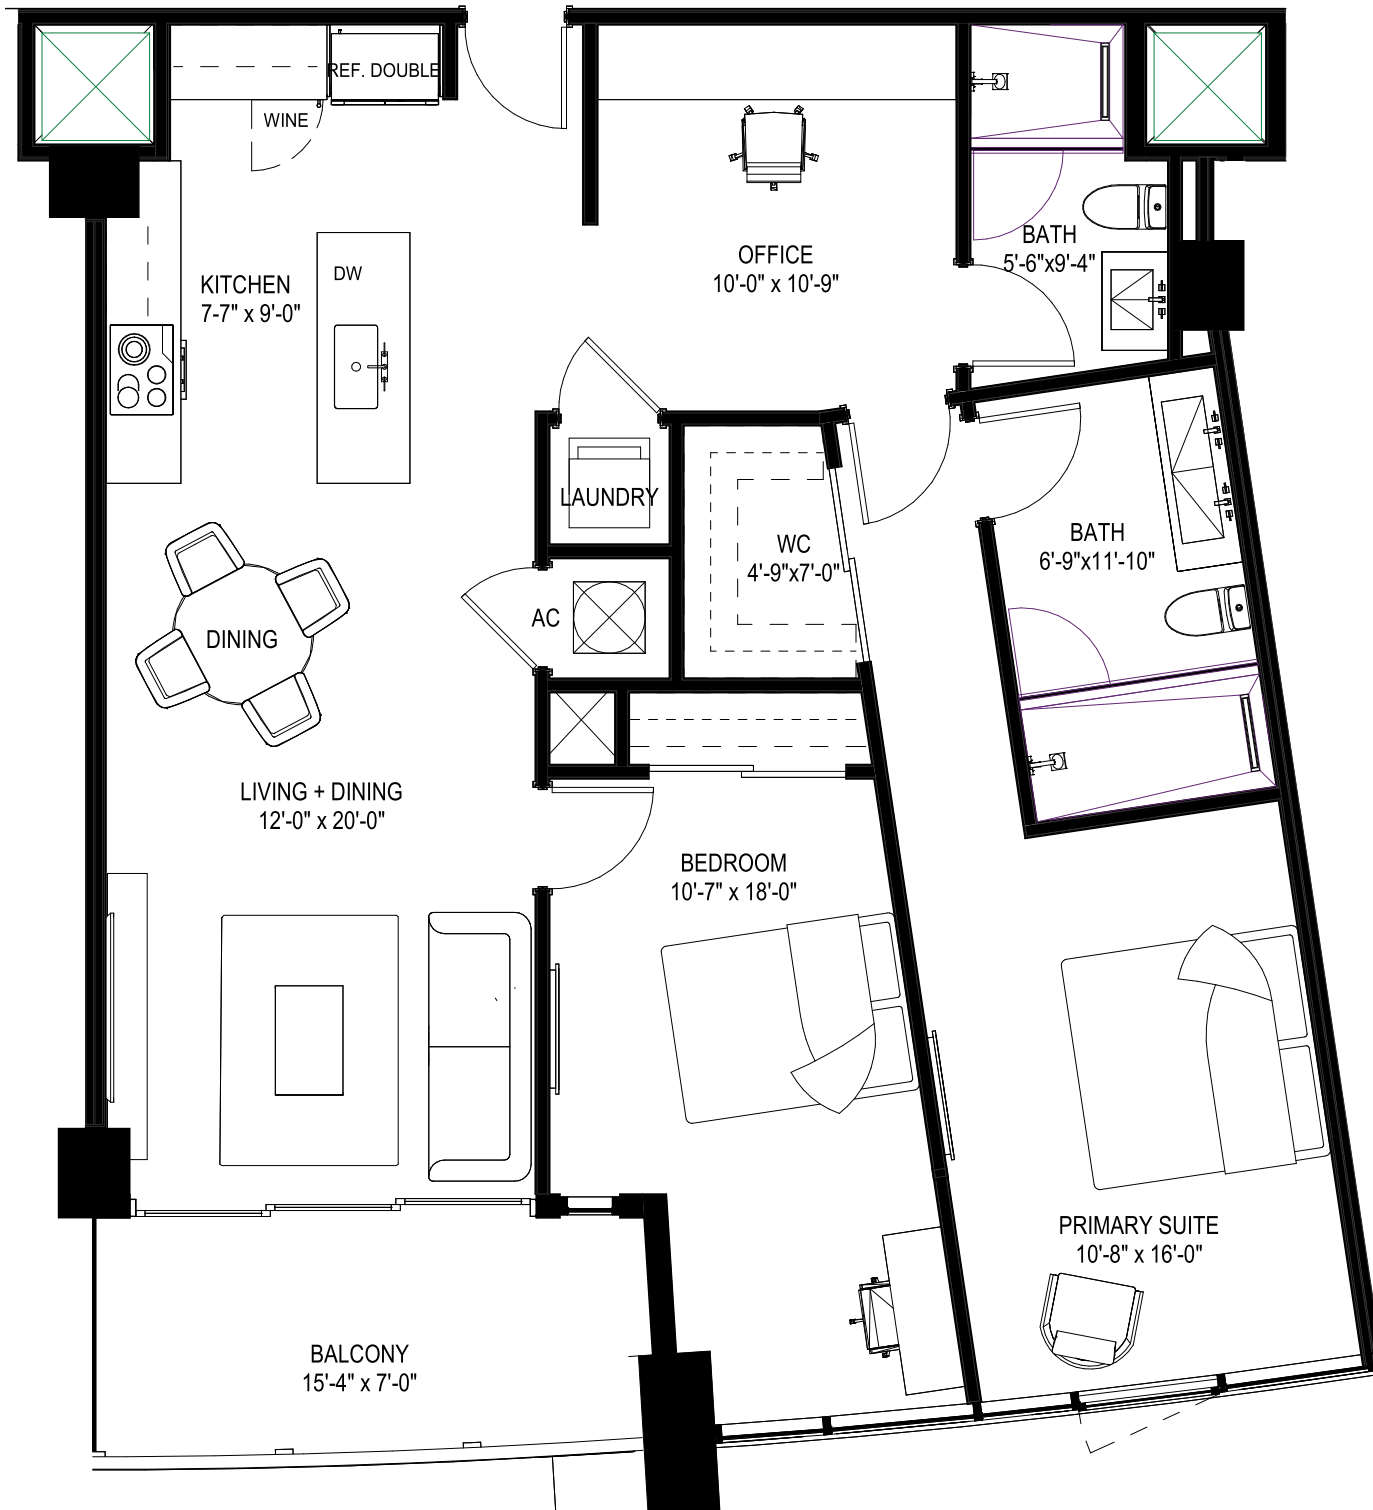 REF. DOUBLE
WINE
BATH
5'-6"x9'-4"
OFFICE
10'-0" x 10'-9"
KITCHEN
7-7" x 9'-0"
DW
LAUNDRY
WC
4'-9"x7'-0"
BATH
6'-9"x11'-10"
AC
DINING
LIVING + DINING
12'-0" x 20'-0"
BEDROOM
10'-7" x 18'-0"
PRIMARY SUITE
10'-8" x 16'-0"
BALCONY
15'-4" x 7'-0"